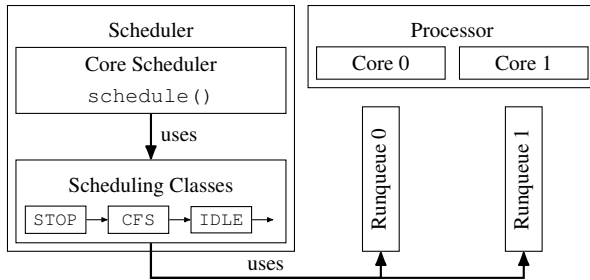 Scheduler
Core Scheduler
schedule()
uses
Scheduling Classes
STOP CFS IDLE
uses
Processor
Core 0 Core 1
Runqueue 0
Runqueue 1